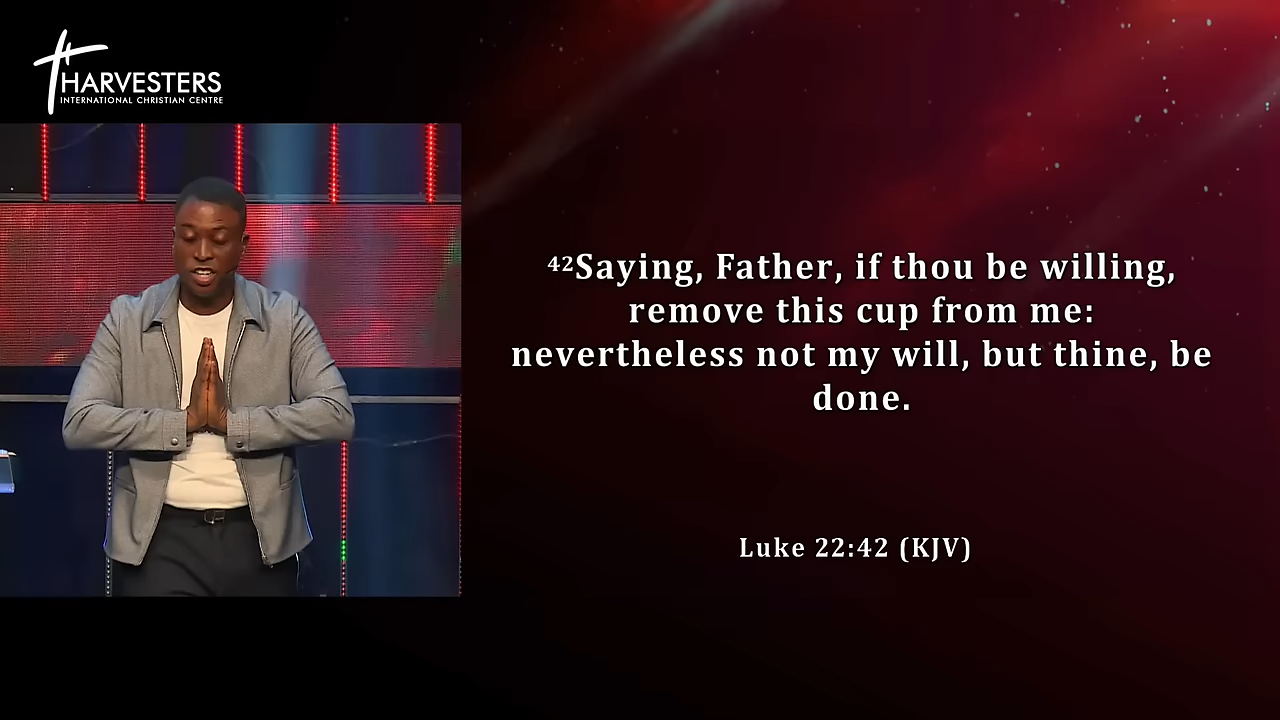 HARVESTERS
INTERNATIONAL CHRISTIAN CENTRE
⁴²Saying, Father, if thou be willing,
remove this cup from me:
nevertheless not my will, but thine, be
done.
Luke 22:42 (KJV)